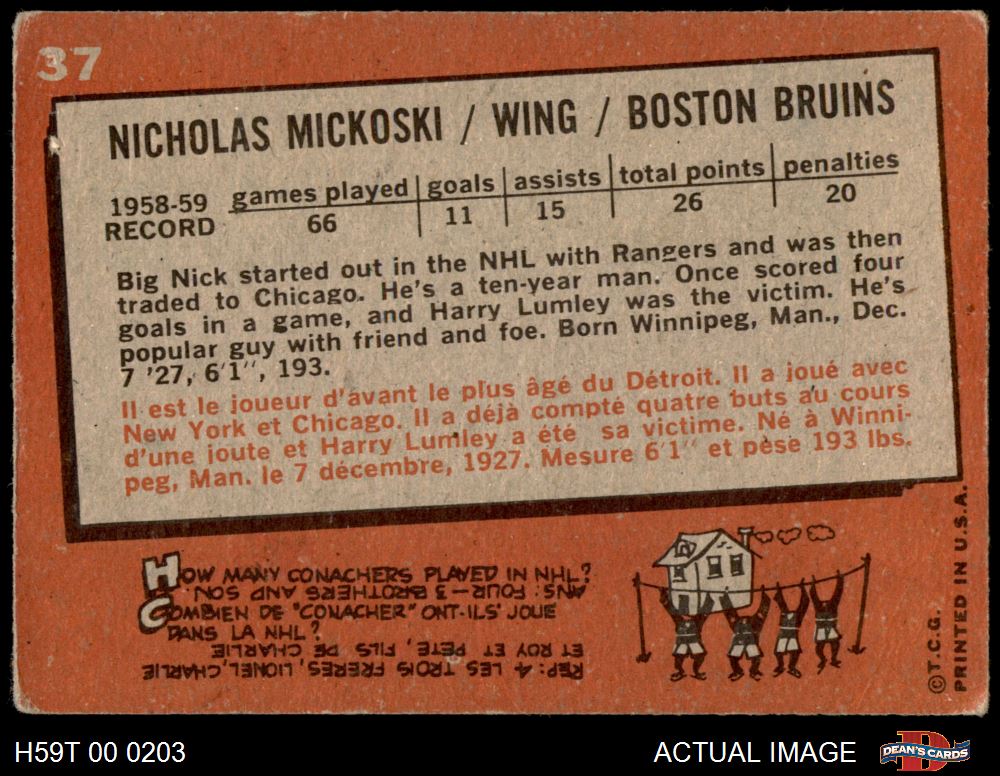 37
NICHOLAS MICKOSKI / WING / BOSTON BRUINS
1958-59 RECORD games played goals assists total points penalties
66 11 15 26 20
Big Nick started out in the NHL with Rangers and was then
traded to Chicago. He's a ten-year man. Once scored four
goals in a game, and Harry Lumley was the victim. He's
popular guy with friend and foe. Born Winnipeg, Man., Dec.
7 '27, 6'1", 193.
Il est le joueur d'avant le plus âgé du Détroit. Il a joué avec
New York et Chicago. Il a déjà compté quatre buts au cours
d'une joute et Harry Lumley a été sa victime. Né à Winni-
peg, Man. le 7 décembre, 1927. Mesure 6'1" et pèse 193 lbs.
HOW MANY CONACHERS PLAYED IN NHL?
ANS: FOUR-3 BROTHERS AND SON.
COMBIEN DE "CONACHER" ONT-ILS' JOUE
DANS LA NHL?
REP: 4 LES TROIS FRERES, LIONEL, CHARLIE
ET ROY ET PETE, FILS DE CHARLIE
© T.C.G.
PRINTED IN U.S.A.
H59T 00 0203
ACTUAL IMAGE
D
DEAN'S CARDS